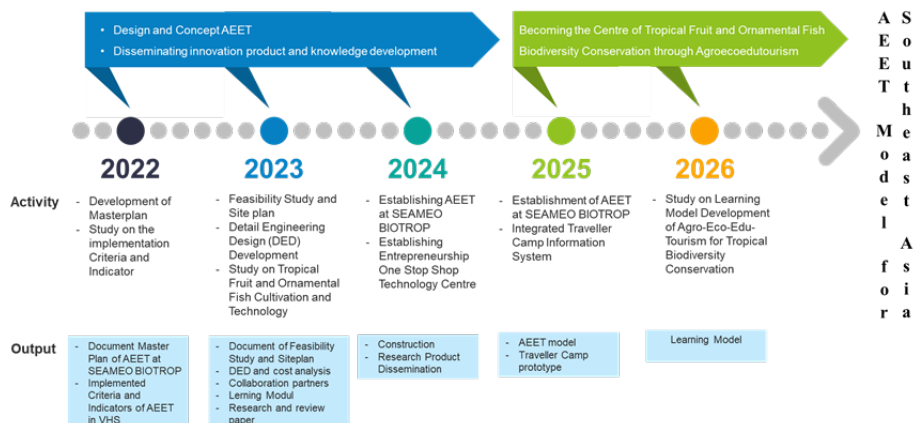 • Design and Concept AEET
• Disseminating innovation product and knowledge development
Becoming the Centre of Tropical Fruit and Ornamental Fish
Biodiversity Conservation through Agroecoedutourism
2022
2023
2024
2025
2026
Activity
- Development of
Masterplan
- Study on the
implementation
Criteria and
Indicator
- Feasibility Study and
Site plan
- Detail Engineering
Design (DED)
Development
- Study on Tropical
Fruit and Ornamental
Fish Cultivation and
Technology
- Establishing AEET
at SEAMEO BIOTROP
- Establishing
Entrepreneurship
One Stop Shop
Technology Centre
- Establishment of AEET
at SEAMEO BIOTROP
- Integrated Traveller
Camp Information
System
- Study on Learning
Model Development
of Agro-Eco-Edu-
Tourism for Tropical
Biodiversity
Conservation
Output
- Document Master
Plan of AEET at
SEAMEO BIOTROP
- Implemented
Criteria and
Indicators of AEET
in VHS
- Document of Feasibility
Study and Siteplan
- DED and cost analysis
- Collaboration partners
- Lerning Modul
- Research and review
paper
- Construction
- Research Product
Dissemination
- AEET model
- Traveller Camp
prototype
Learning Model
AEET Model for
Southeast Asia